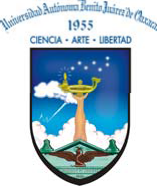 Universidad Autónoma Benito Juárez de Oaxaca
1955
CIENCIA - ARTE - LIBERTAD